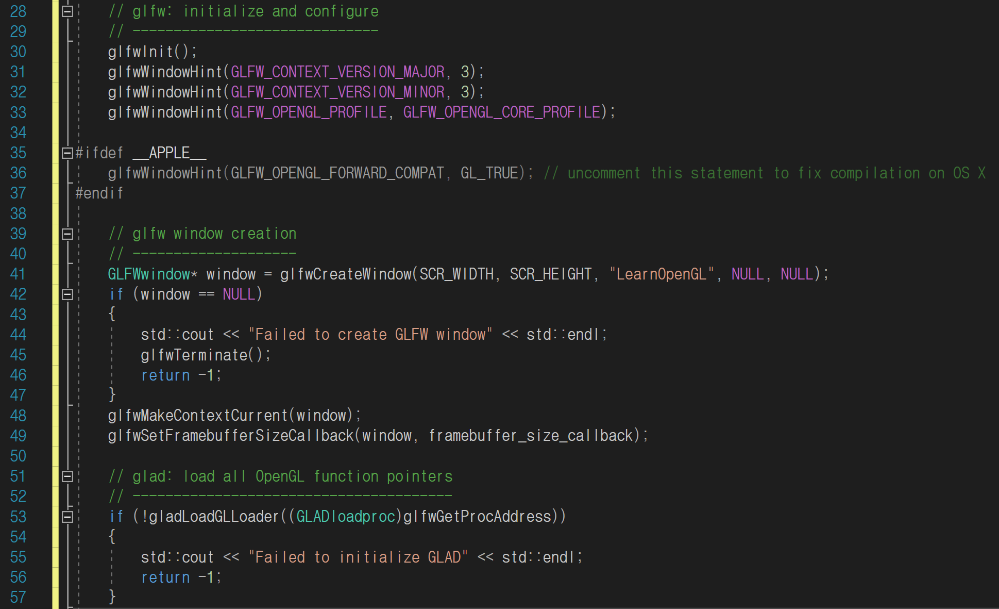 28 // glfw: initialize and configure
29 // ------------------------------
30 glfwInit();
31 glfwWindowHint(GLFW_CONTEXT_VERSION_MAJOR, 3);
32 glfwWindowHint(GLFW_CONTEXT_VERSION_MINOR, 3);
33 glfwWindowHint(GLFW_OPENGL_PROFILE, GLFW_OPENGL_CORE_PROFILE);
34
35 #ifdef __APPLE__
36 glfwWindowHint(GLFW_OPENGL_FORWARD_COMPAT, GL_TRUE); // uncomment this statement to fix compilation on OS X
37 #endif
38
39 // glfw window creation
40 // --------------------
41 GLFWwindow* window = glfwCreateWindow(SCR_WIDTH, SCR_HEIGHT, "LearnOpenGL", NULL, NULL);
42 if (window == NULL)
43 {
44 std::cout << "Failed to create GLFW window" << std::endl;
45 glfwTerminate();
46 return -1;
47 }
48 glfwMakeContextCurrent(window);
49 glfwSetFramebufferSizeCallback(window, framebuffer_size_callback);
50
51 // glad: load all OpenGL function pointers
52 // ---------------------------------------
53 if (!gladLoadGLLoader((GLADloadproc)glfwGetProcAddress))
54 {
55 std::cout << "Failed to initialize GLAD" << std::endl;
56 return -1;
57 }